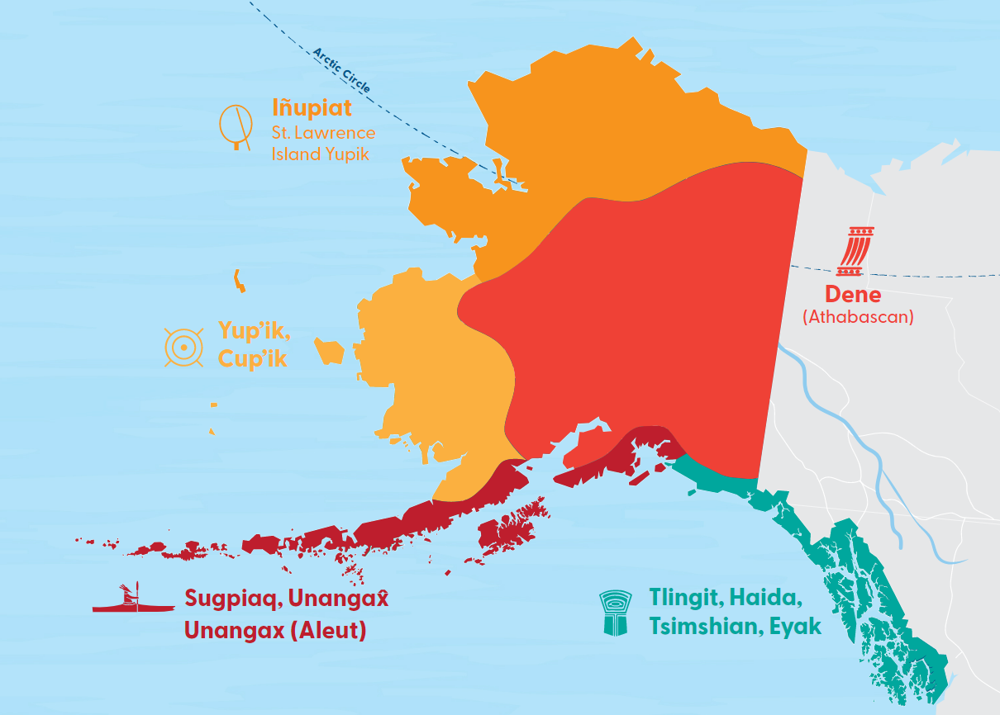 Arctic Circle
Iñupiat
St. Lawrence
Island Yupik
Dene
(Athabascan)
Yup’ik,
Cup’ik
Sugpiaq, Unangax̂
Unangax (Aleut)
Tlingit, Haida,
Tsimshian, Eyak